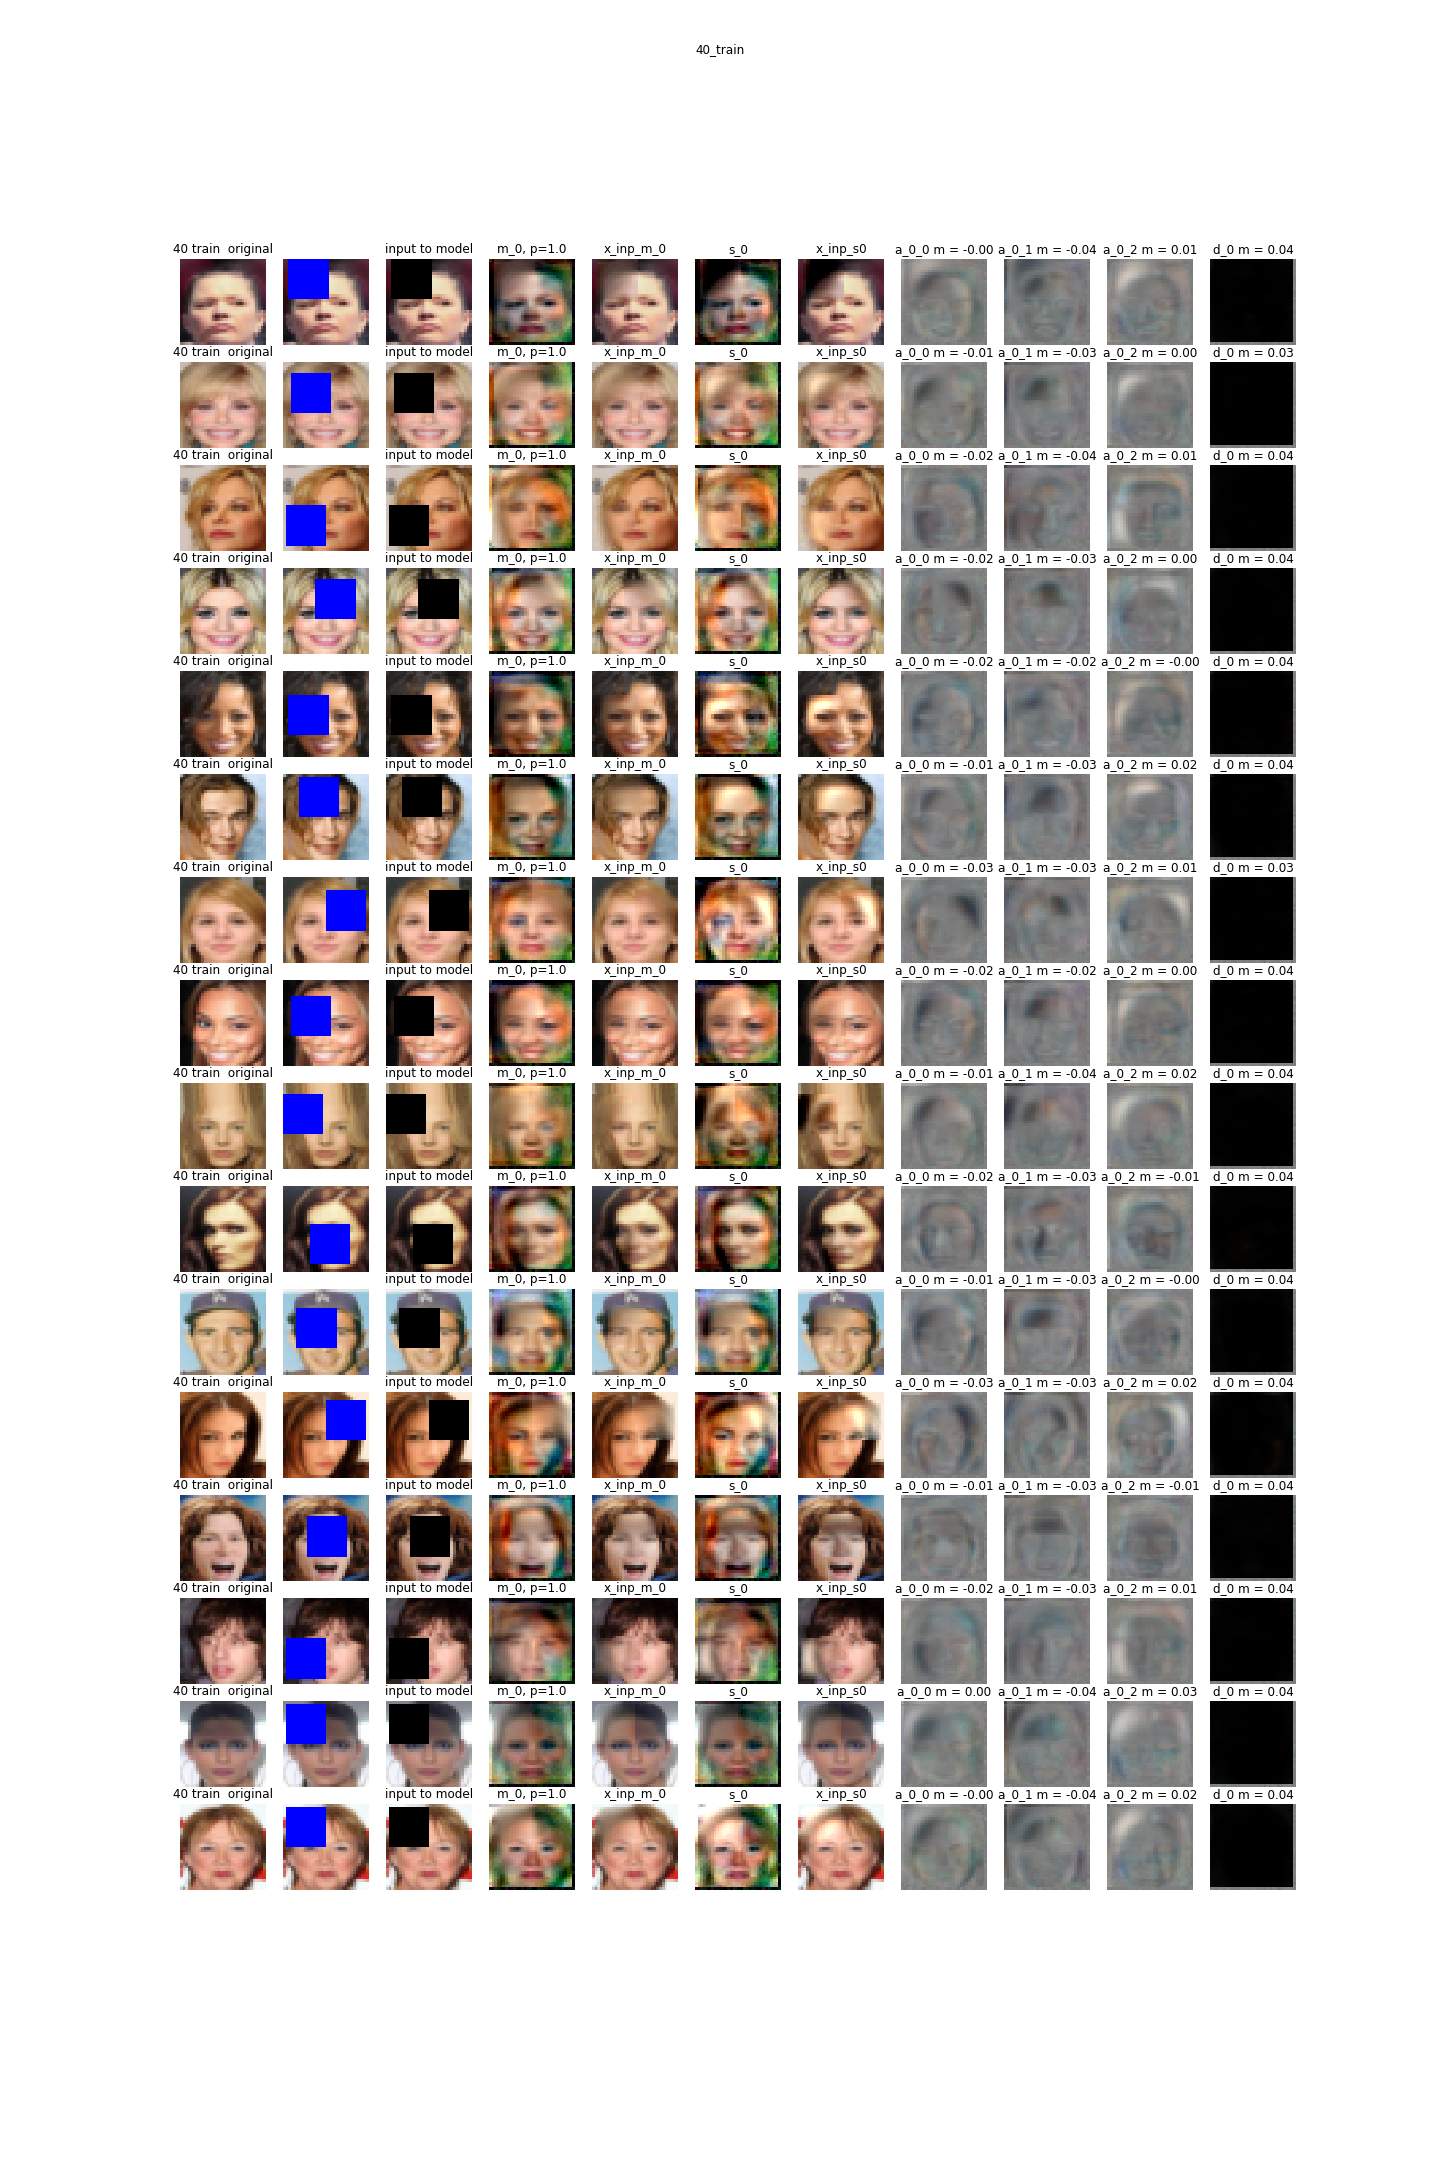 40_train
40 train original input to model m_0, p=1.0 x_inp_m_0 s_0 x_inp_s0 a_0_0 m = -0.00 a_0_1 m = -0.04 a_0_2 m = 0.01 d_0 m = 0.04
40 train original input to model m_0, p=1.0 x_inp_m_0 s_0 x_inp_s0 a_0_0 m = -0.01 a_0_1 m = -0.03 a_0_2 m = 0.00 d_0 m = 0.03
40 train original input to model m_0, p=1.0 x_inp_m_0 s_0 x_inp_s0 a_0_0 m = -0.02 a_0_1 m = -0.04 a_0_2 m = 0.01 d_0 m = 0.04
40 train original input to model m_0, p=1.0 x_inp_m_0 s_0 x_inp_s0 a_0_0 m = -0.02 a_0_1 m = -0.03 a_0_2 m = 0.00 d_0 m = 0.04
40 train original input to model m_0, p=1.0 x_inp_m_0 s_0 x_inp_s0 a_0_0 m = -0.02 a_0_1 m = -0.02 a_0_2 m = -0.00 d_0 m = 0.04
40 train original input to model m_0, p=1.0 x_inp_m_0 s_0 x_inp_s0 a_0_0 m = -0.01 a_0_1 m = -0.03 a_0_2 m = 0.02 d_0 m = 0.04
40 train original input to model m_0, p=1.0 x_inp_m_0 s_0 x_inp_s0 a_0_0 m = -0.03 a_0_1 m = -0.03 a_0_2 m = 0.01 d_0 m = 0.03
40 train original input to model m_0, p=1.0 x_inp_m_0 s_0 x_inp_s0 a_0_0 m = -0.02 a_0_1 m = -0.02 a_0_2 m = 0.00 d_0 m = 0.04
40 train original input to model m_0, p=1.0 x_inp_m_0 s_0 x_inp_s0 a_0_0 m = -0.01 a_0_1 m = -0.04 a_0_2 m = 0.02 d_0 m = 0.04
40 train original input to model m_0, p=1.0 x_inp_m_0 s_0 x_inp_s0 a_0_0 m = -0.02 a_0_1 m = -0.03 a_0_2 m = -0.01 d_0 m = 0.04
40 train original input to model m_0, p=1.0 x_inp_m_0 s_0 x_inp_s0 a_0_0 m = -0.01 a_0_1 m = -0.03 a_0_2 m = -0.00 d_0 m = 0.04
40 train original input to model m_0, p=1.0 x_inp_m_0 s_0 x_inp_s0 a_0_0 m = -0.03 a_0_1 m = -0.03 a_0_2 m = 0.02 d_0 m = 0.04
40 train original input to model m_0, p=1.0 x_inp_m_0 s_0 x_inp_s0 a_0_0 m = -0.01 a_0_1 m = -0.03 a_0_2 m = -0.01 d_0 m = 0.04
40 train original input to model m_0, p=1.0 x_inp_m_0 s_0 x_inp_s0 a_0_0 m = -0.02 a_0_1 m = -0.03 a_0_2 m = 0.01 d_0 m = 0.04
40 train original input to model m_0, p=1.0 x_inp_m_0 s_0 x_inp_s0 a_0_0 m = 0.00 a_0_1 m = -0.04 a_0_2 m = 0.03 d_0 m = 0.04
40 train original input to model m_0, p=1.0 x_inp_m_0 s_0 x_inp_s0 a_0_0 m = -0.00 a_0_1 m = -0.04 a_0_2 m = 0.02 d_0 m = 0.04